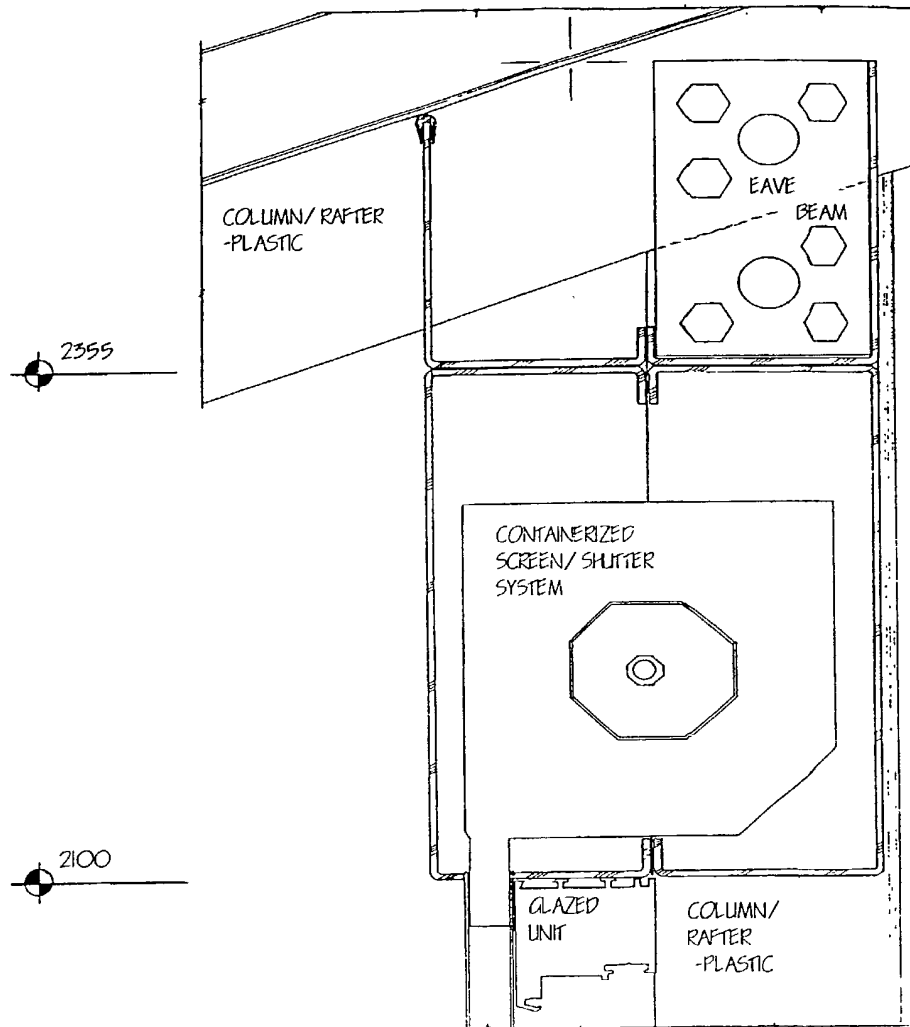 COLUMN/ RAFTER
-PLASTIC
EAVE
BEAM
2355
CONTAINERIZED
SCREEN/ SHUTTER
SYSTEM
2100
GLAZED
UNIT
COLUMN/
RAFTER
-PLASTIC